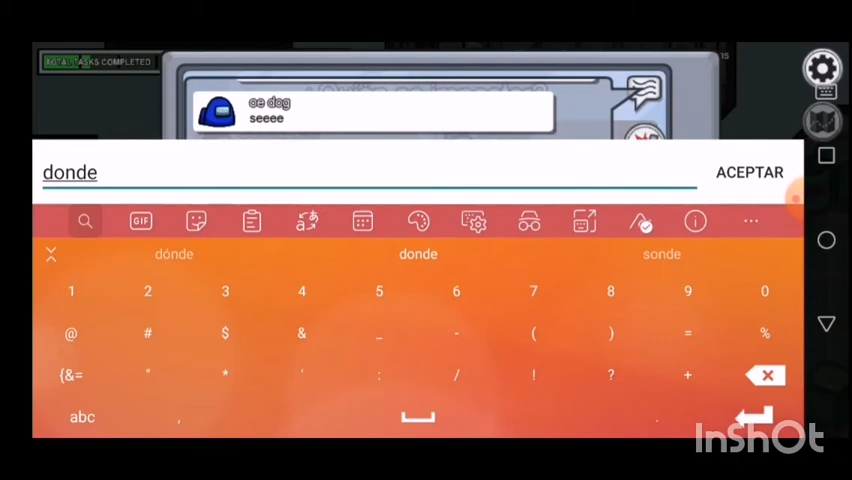 TOTAL TASKS COMPLETED
ce dog
seeee
donde
ACEPTAR
GIF
dónde donde sonde
1 2 3 4 5 6 7 8 9 0
@ # $ & _ - ( ) = %
{&= " * ' : / ! ? +
abc , .
InShOt